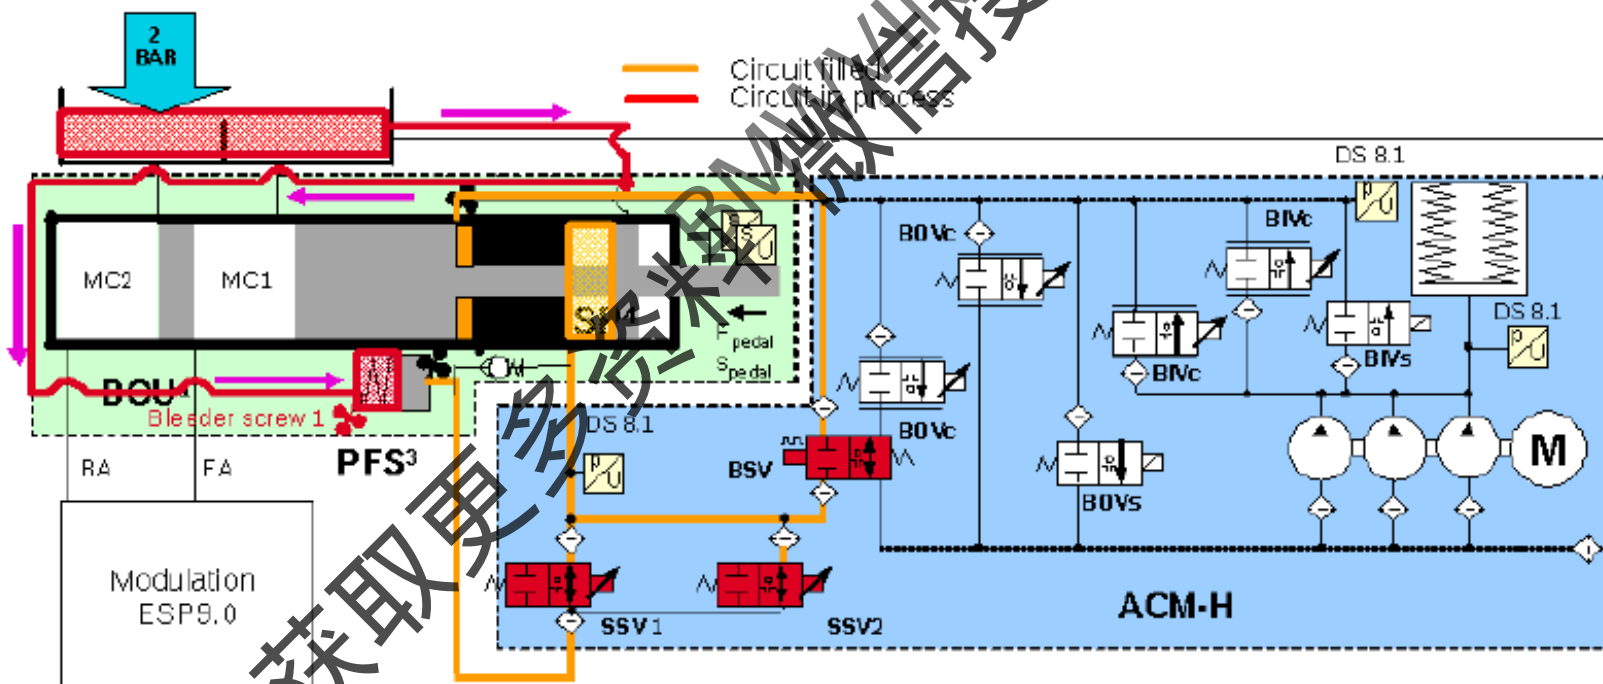 2
BAR
Circuit filled
Circuit in process
DS 8.1
BOVc
BIVc
MC2
MC1
DS 8.1
BIVs
BIVc
F pedal
S pedal
Bleeder screw 1
DS 8.1
BOVc
PFS³
BSV
M
RA
FA
BOVs
Modulation
ESP9.0
SSV1
SSV2
ACM-H
获取更多资料 BMW 微信搜